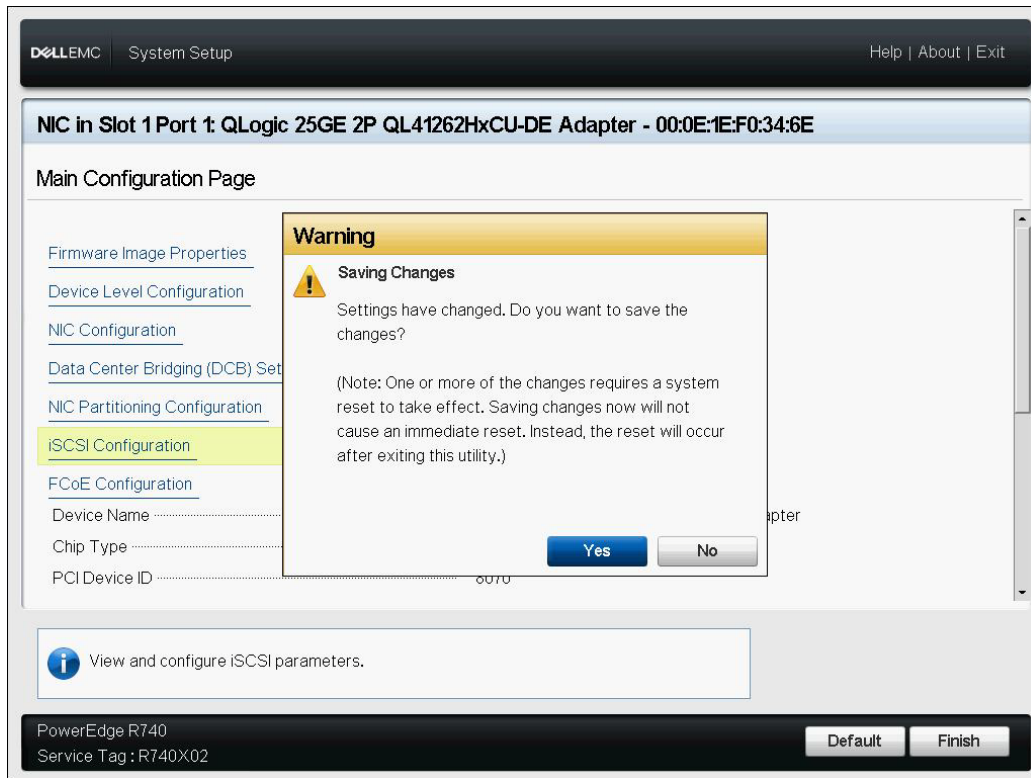 DELLEMC System Setup Help | About | Exit
NIC in Slot 1 Port 1: QLogic 25GE 2P QL41262HxCU-DE Adapter - 00:0E:1E:F0:34:6E
Main Configuration Page
Warning
Saving Changes
Settings have changed. Do you want to save the
changes?
(Note: One or more of the changes requires a system
reset to take effect. Saving changes now will not
cause an immediate reset. Instead, the reset will occur
after exiting this utility.)
Yes No
Firmware Image Properties
Device Level Configuration
NIC Configuration
Data Center Bridging (DCB) Set
NIC Partitioning Configuration
iSCSI Configuration
FCoE Configuration
Device Name apter
Chip Type
PCI Device ID 8070
View and configure iSCSI parameters.
PowerEdge R740
Service Tag : R740X02
Default Finish